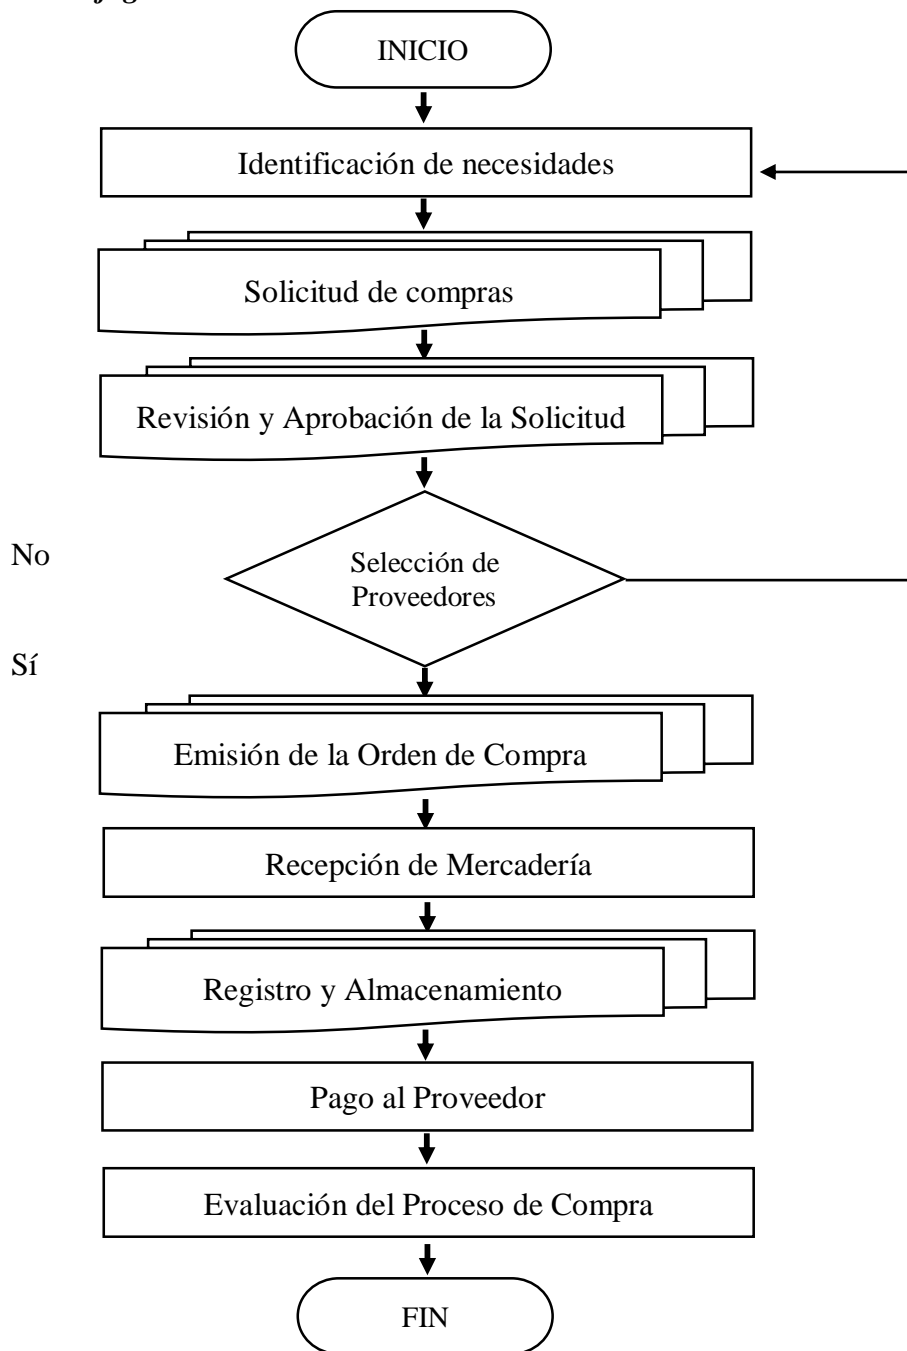 INICIO
Identificación de necesidades
Solicitud de compras
Revisión y Aprobación de la Solicitud
No
Selección de
Proveedores
Sí
Emisión de la Orden de Compra
Recepción de Mercadería
Registro y Almacenamiento
Pago al Proveedor
Evaluación del Proceso de Compra
FIN